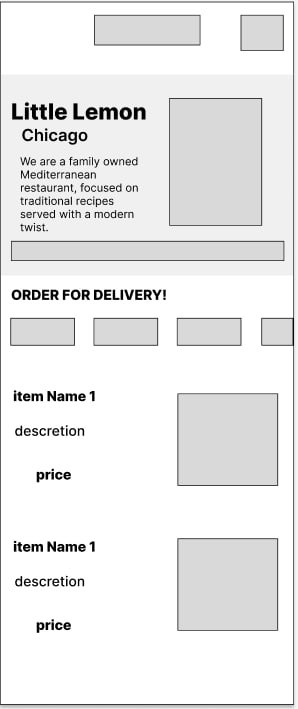 Little Lemon
Chicago
We are a family owned
Mediterranean
restaurant, focused on
traditional recipes
served with a modern
twist.
ORDER FOR DELIVERY!
item Name 1
descretion
price
item Name 1
descretion
price